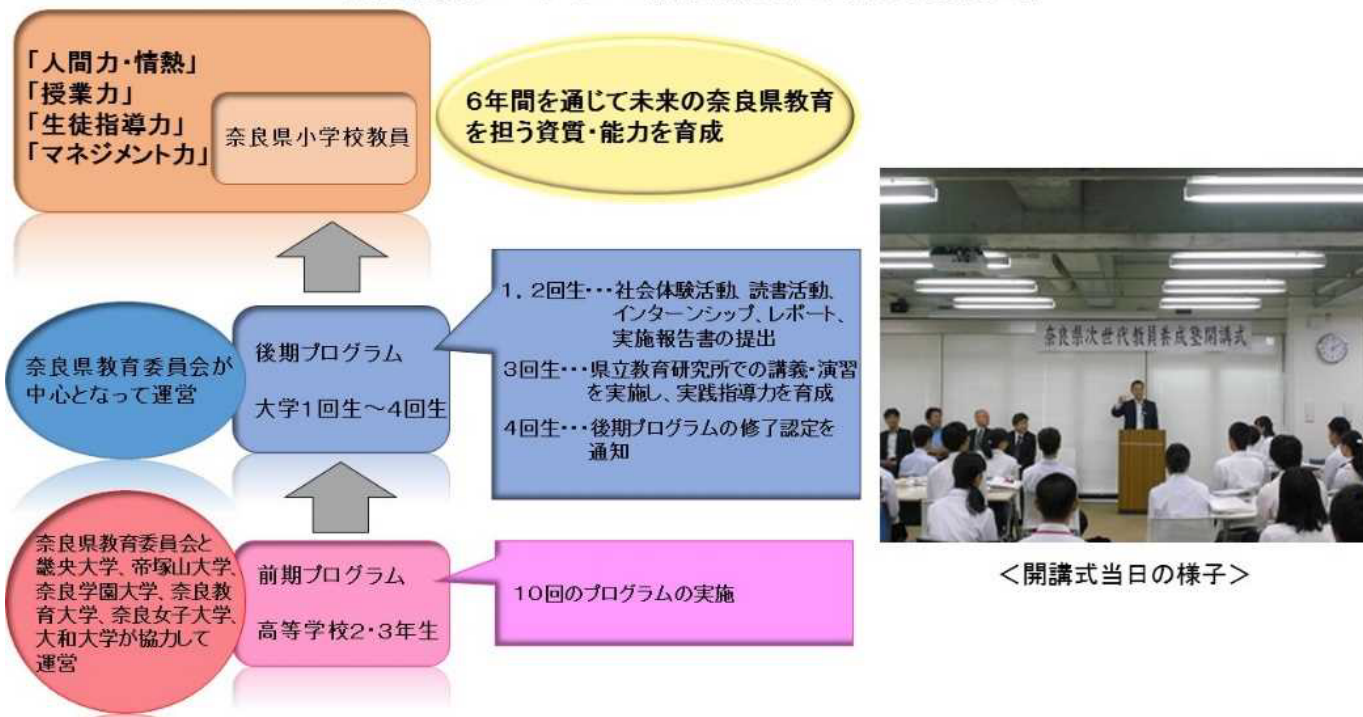 「人間力・情熱」
「授業力」
「生徒指導力」
「マネジメント力」
奈良県小学校教員
6年間を通じて未来の奈良県教育
を担う資質・能力を育成
奈良県教育委員会が
中心となって運営
後期プログラム
大学1回生~4回生
1，2回生・・・社会体験活動、読書活動、
インターンシップ、レポート、
実施報告書の提出
3回生・・・県立教育研究所での講義・演習
を実施し、実践指導力を育成
4回生・・・後期プログラムの修了認定を
通知
奈良県教育委員会と
畿央大学、帝塚山大学、
奈良学園大学、奈良教
育大学、奈良女子大学、
大和大学が協力して
運営
前期プログラム
高等学校2・3年生
10回のプログラムの実施
奈良県次世代教員養成塾開講式
＜開講式当日の様子＞